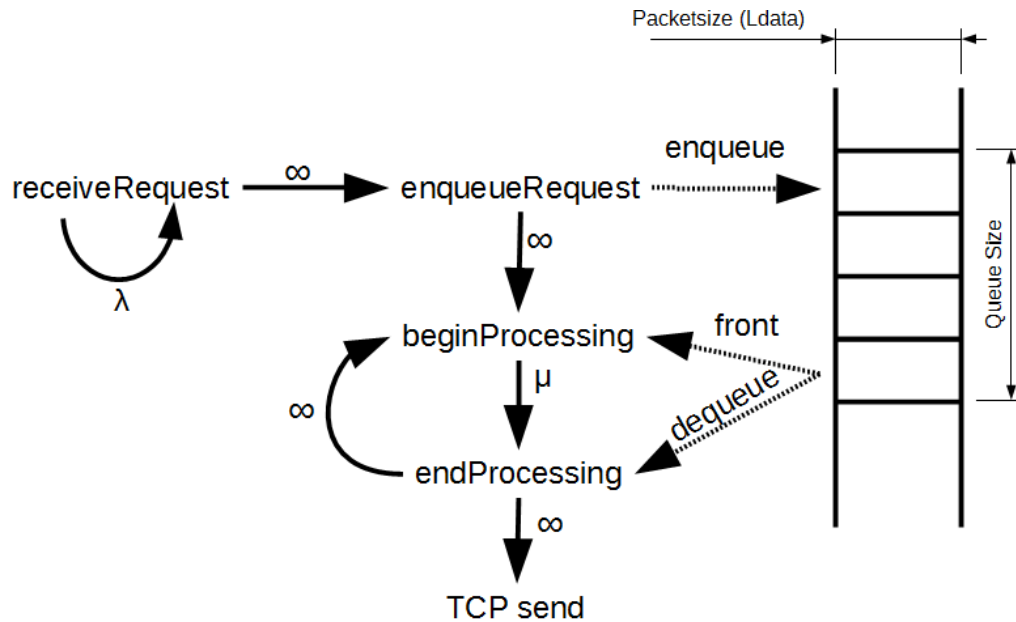 Packetsize (Ldata)
enqueue
receiveRequest
∞
enqueueRequest
λ
∞
Queue Size
front
beginProcessing
μ
dequeue
∞
endProcessing
∞
TCP send